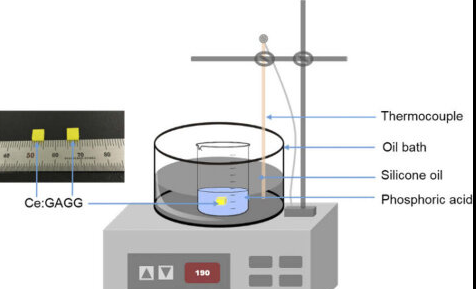 Thermocouple
Oil bath
Silicone oil
Phosphoric acid
Ce:GAGG
190